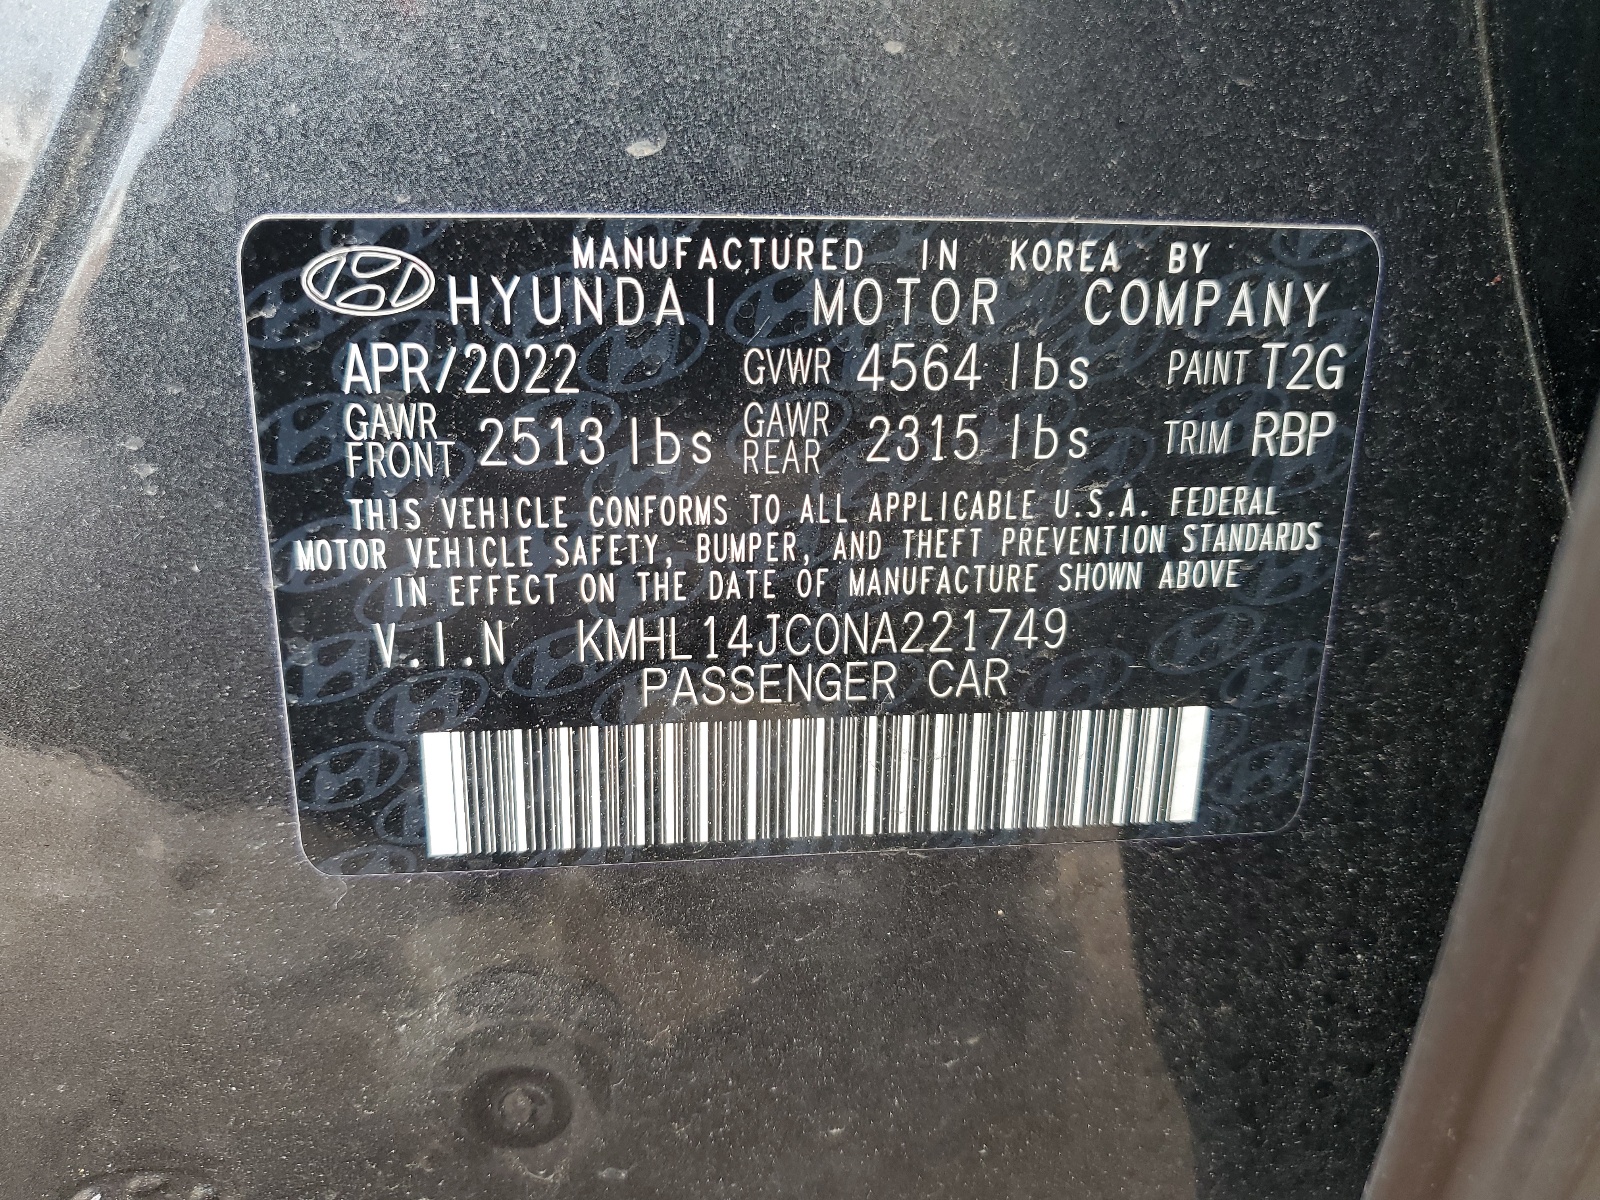 MANUFACTURED IN KOREA BY
HYUNDAI MOTOR COMPANY
APR/2022 GVWR 4564 lbs PAINT T2G
GAWR FRONT 2513 lbs GAWR REAR 2315 lbs TRIM RBP
THIS VEHICLE CONFORMS TO ALL APPLICABLE U.S.A. FEDERAL
MOTOR VEHICLE SAFETY, BUMPER, AND THEFT PREVENTION STANDARDS
IN EFFECT ON THE DATE OF MANUFACTURE SHOWN ABOVE
V.I.N KMHL14JC0NA221749
PASSENGER CAR